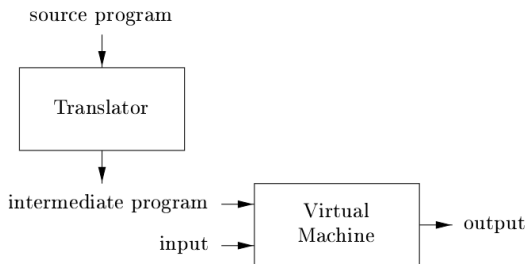 source program
Translator
intermediate program
input
Virtual
Machine
output